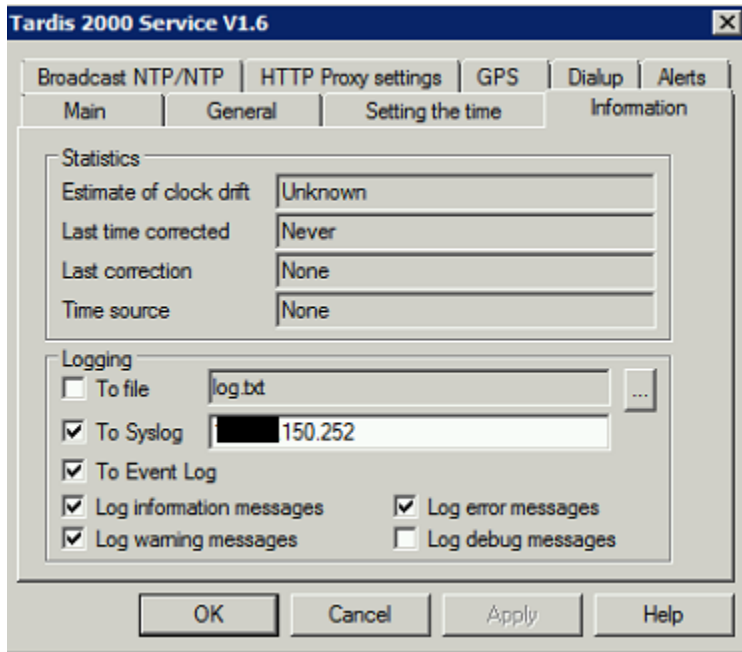 Tardis 2000 Service V1.6
Broadcast NTP/NTP HTTP Proxy settings GPS Dialup Alerts
Main General Setting the time Information
Statistics
Estimate of clock drift Unknown
Last time corrected Never
Last correction None
Time source None
Logging
To file log.txt ...
To Syslog 150.252
To Event Log
Log information messages Log error messages
Log warning messages Log debug messages
OK Cancel Apply Help